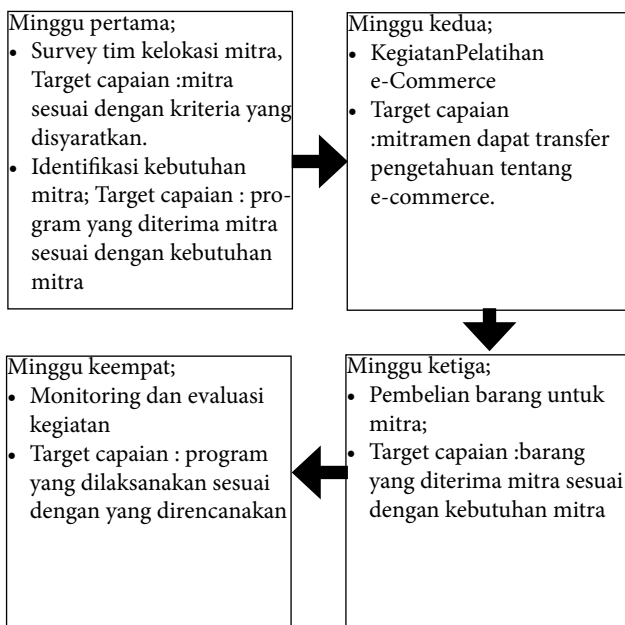 Minggu pertama;
• Survey tim kelokasi mitra,
Target capaian :mitra
sesuai dengan kriteria yang
disyaratkan.
• Identifikasi kebutuhan
mitra; Target capaian : pro-
gram yang diterima mitra
sesuai dengan kebutuhan
mitra
Minggu kedua;
• KegiatanPelatihan
e-Commerce
• Target capaian
:mitramen dapat transfer
pengetahuan tentang
e-commerce.
Minggu ketiga;
• Pembelian barang untuk
mitra;
• Target capaian :barang
yang diterima mitra sesuai
dengan kebutuhan mitra
Minggu keempat;
• Monitoring dan evaluasi
kegiatan
• Target capaian : program
yang dilaksanakan sesuai
dengan yang direncanakan